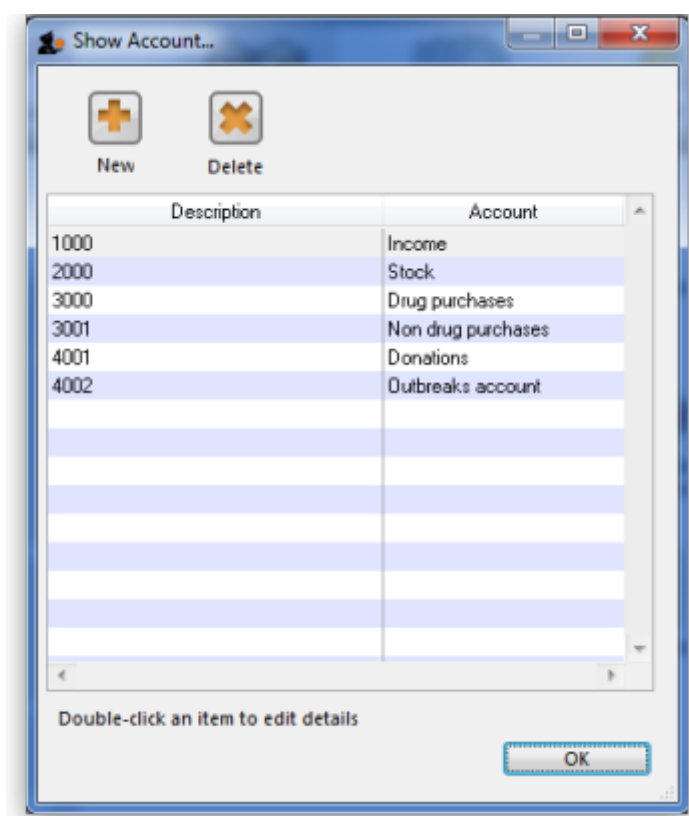 Show Account...
New Delete
Description Account
1000 Income
2000 Stock
3000 Drug purchases
3001 Non drug purchases
4001 Donations
4002 Outbreaks account
Double-click an item to edit details
OK